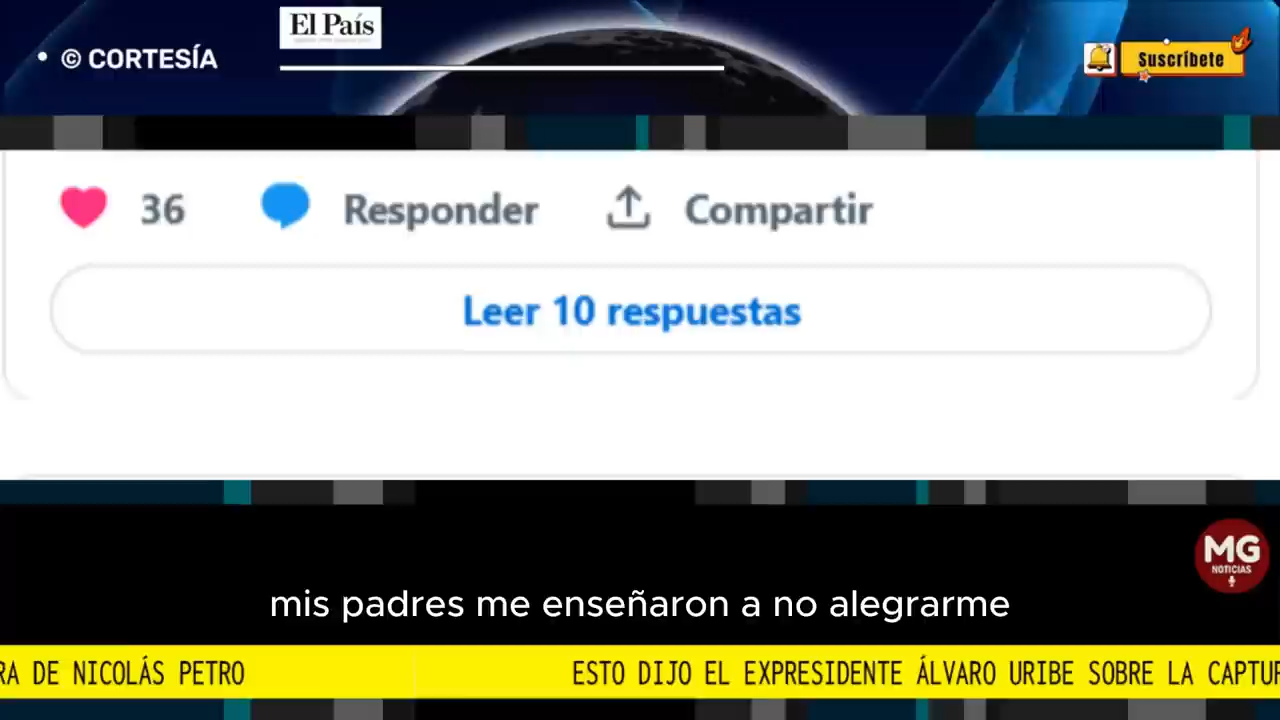 El País
© CORTESÍA
Suscríbete
36 Responder Compartir
Leer 10 respuestas
MG
NOTICIAS
mis padres me enseñaron a no alegrarme
RA DE NICOLÁS PETRO ESTO DIJO EL EXPRESIDENTE ÁLVARO URIBE SOBRE LA CAPTUR